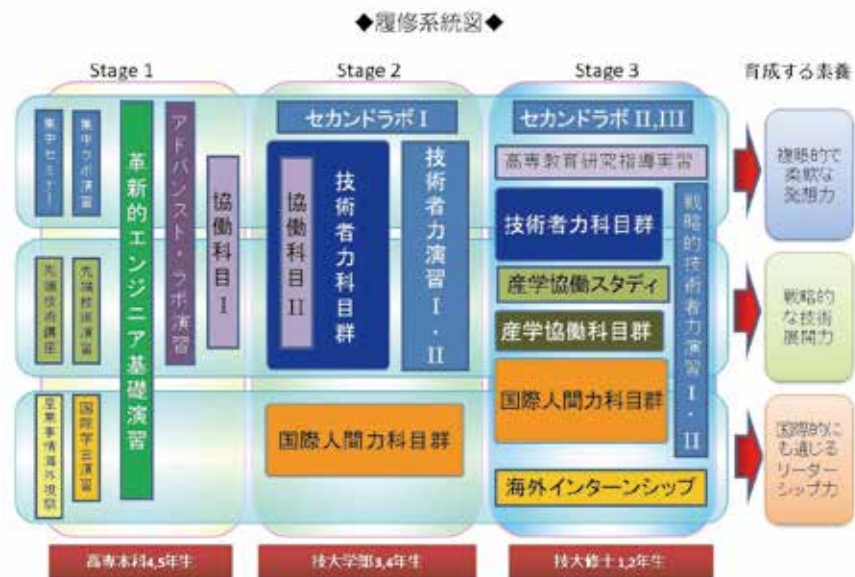 ◆履修系統図◆
Stage 1
Stage 2
Stage 3
育成する素養
集中セミナー
集中ラボ演習
先端技術講座
先端技術演習
産業事情海外視察
国際学会演習
革新的エンジニア基礎演習
アドバンスト・ラボ演習
協働科目 I
セカンドラボ I
協働科目 II
技術者力科目群
技術者力演習 I・II
国際人間力科目群
セカンドラボ II,III
高専教育研究指導実習
技術者力科目群
産学協働スタディ
産学協働科目群
国際人間力科目群
戦略的技術者力演習 I・II
海外インターンシップ
複眼的で
柔軟な
発想力
戦略的
な技術
展開力
国際的に
も通じる
リーダー
シップ力
高専本科4,5年生
技大学部3,4年生
技大修士1,2年生